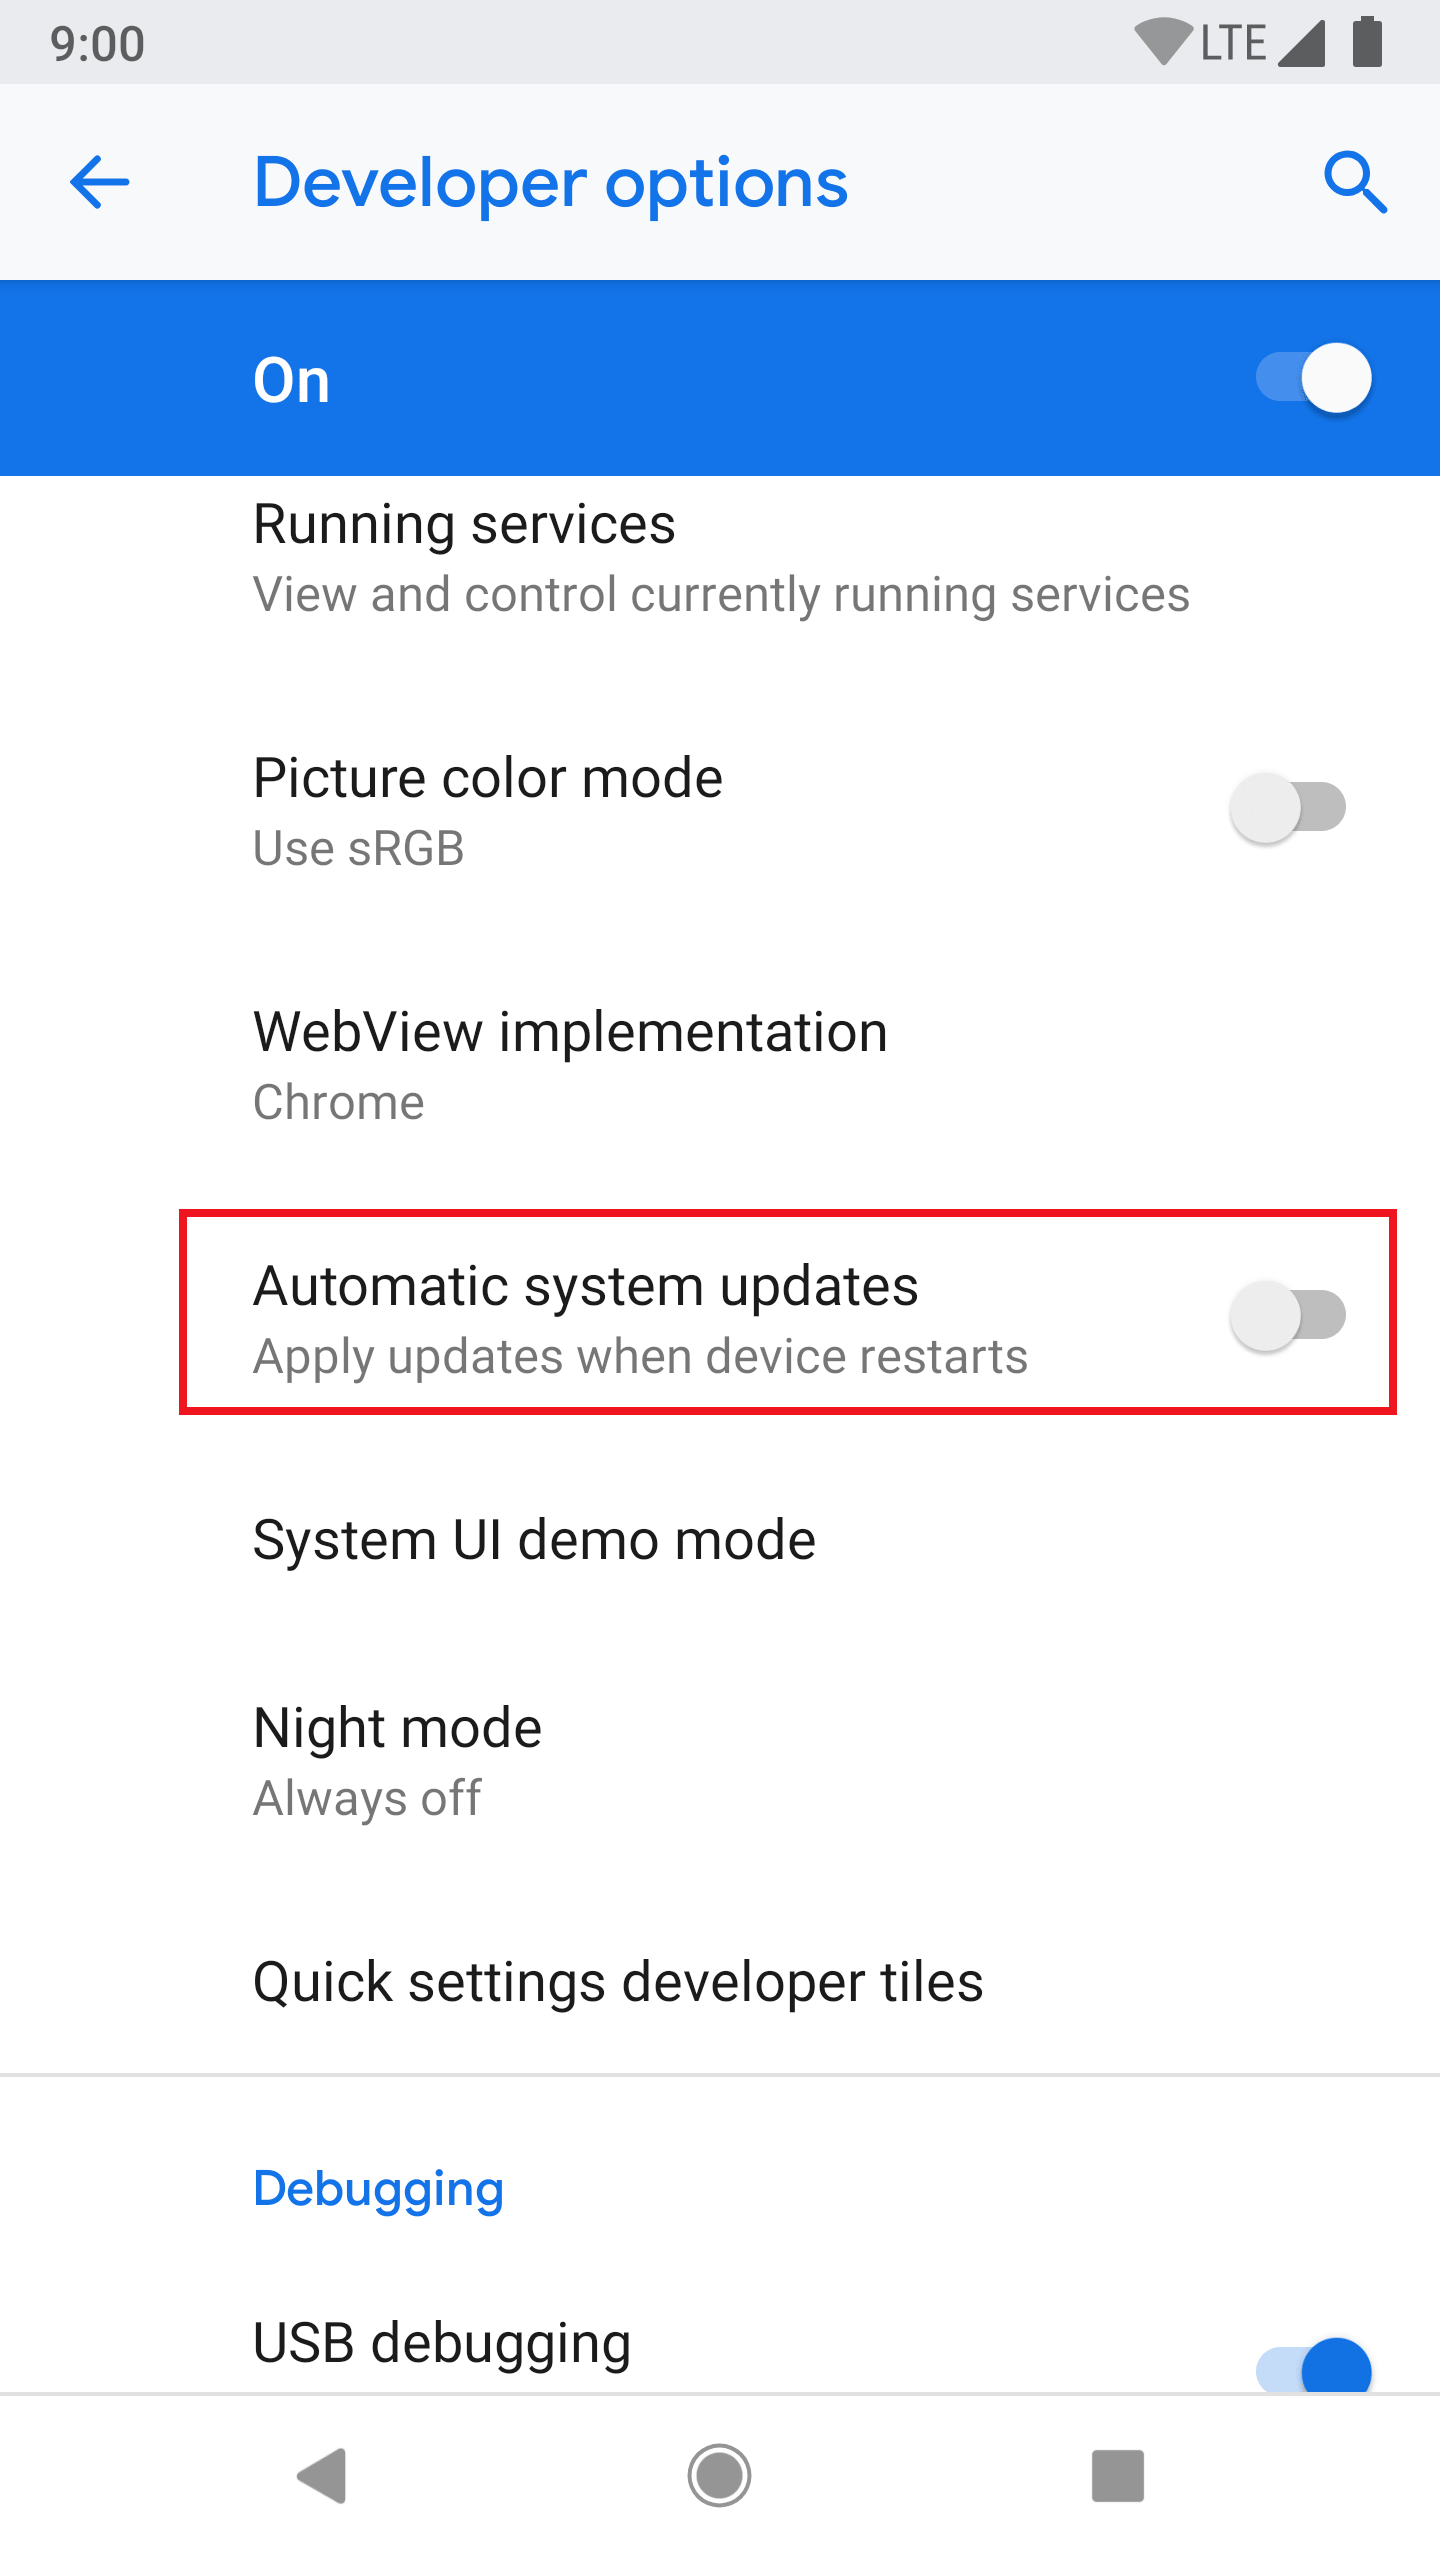 9:00 LTE
Developer options
On
Running services
View and control currently running services
Picture color mode
Use sRGB
WebView implementation
Chrome
Automatic system updates
Apply updates when device restarts
System UI demo mode
Night mode
Always off
Quick settings developer tiles
Debugging
USB debugging